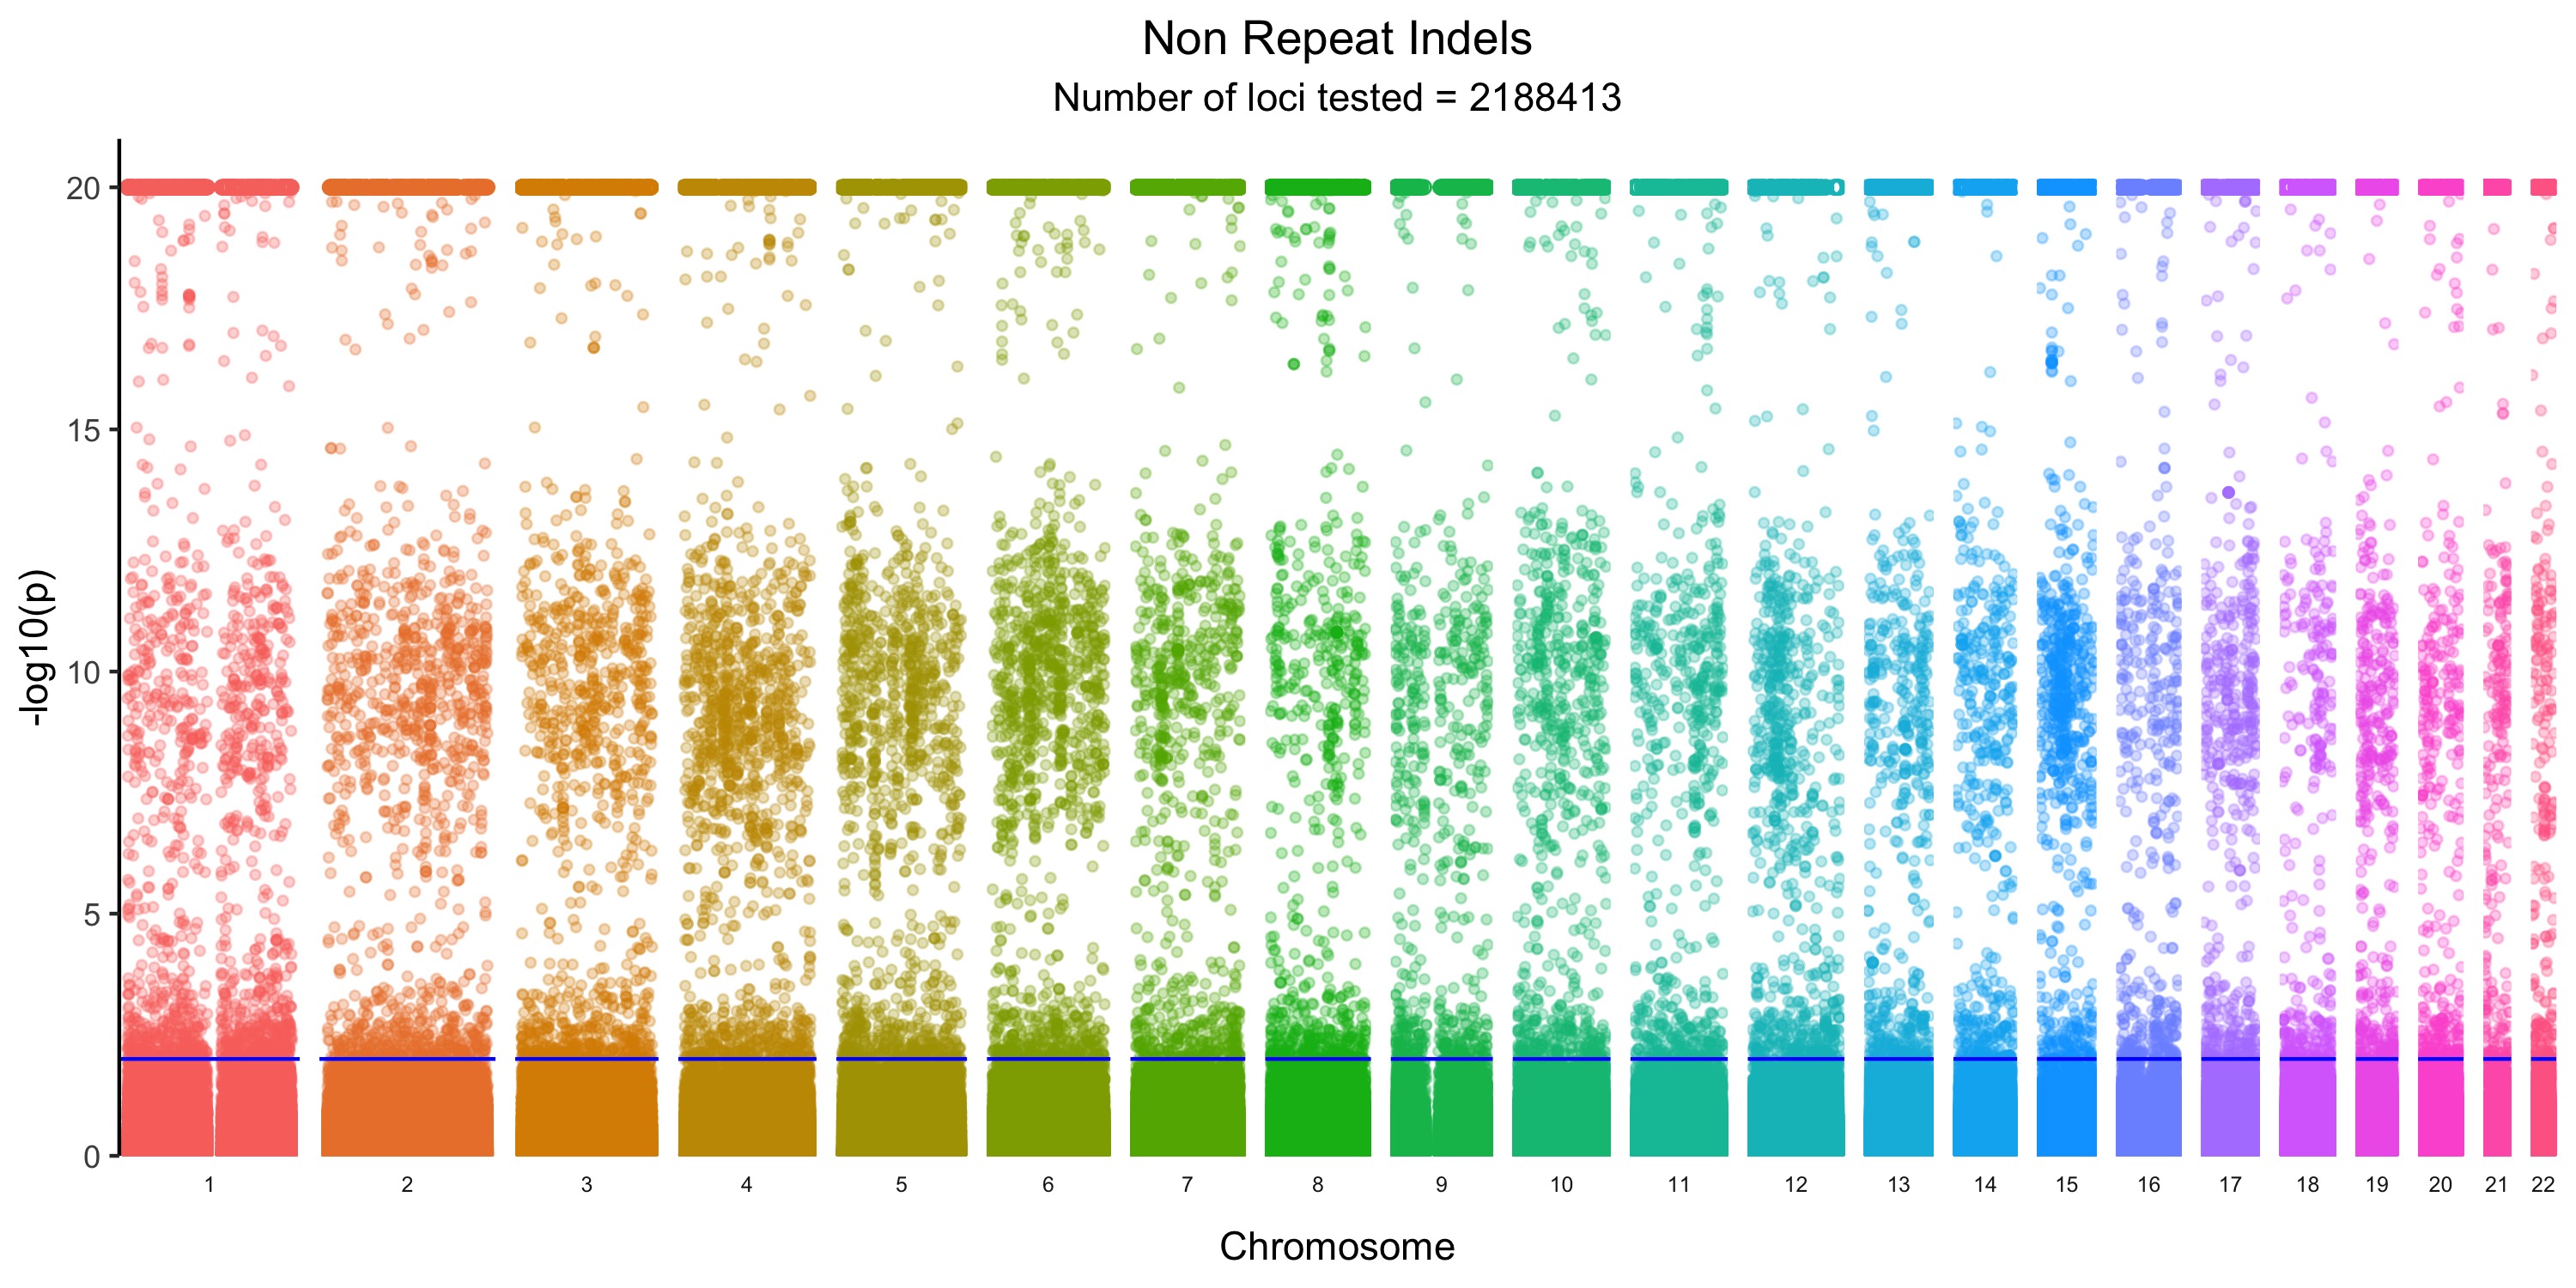 Non Repeat Indels
Number of loci tested = 2188413
-log10(p)
20
15
10
5
0
1 2 3 4 5 6 7 8 9 10 11 12 13 14 15 16 17 18 19 20 21 22
Chromosome